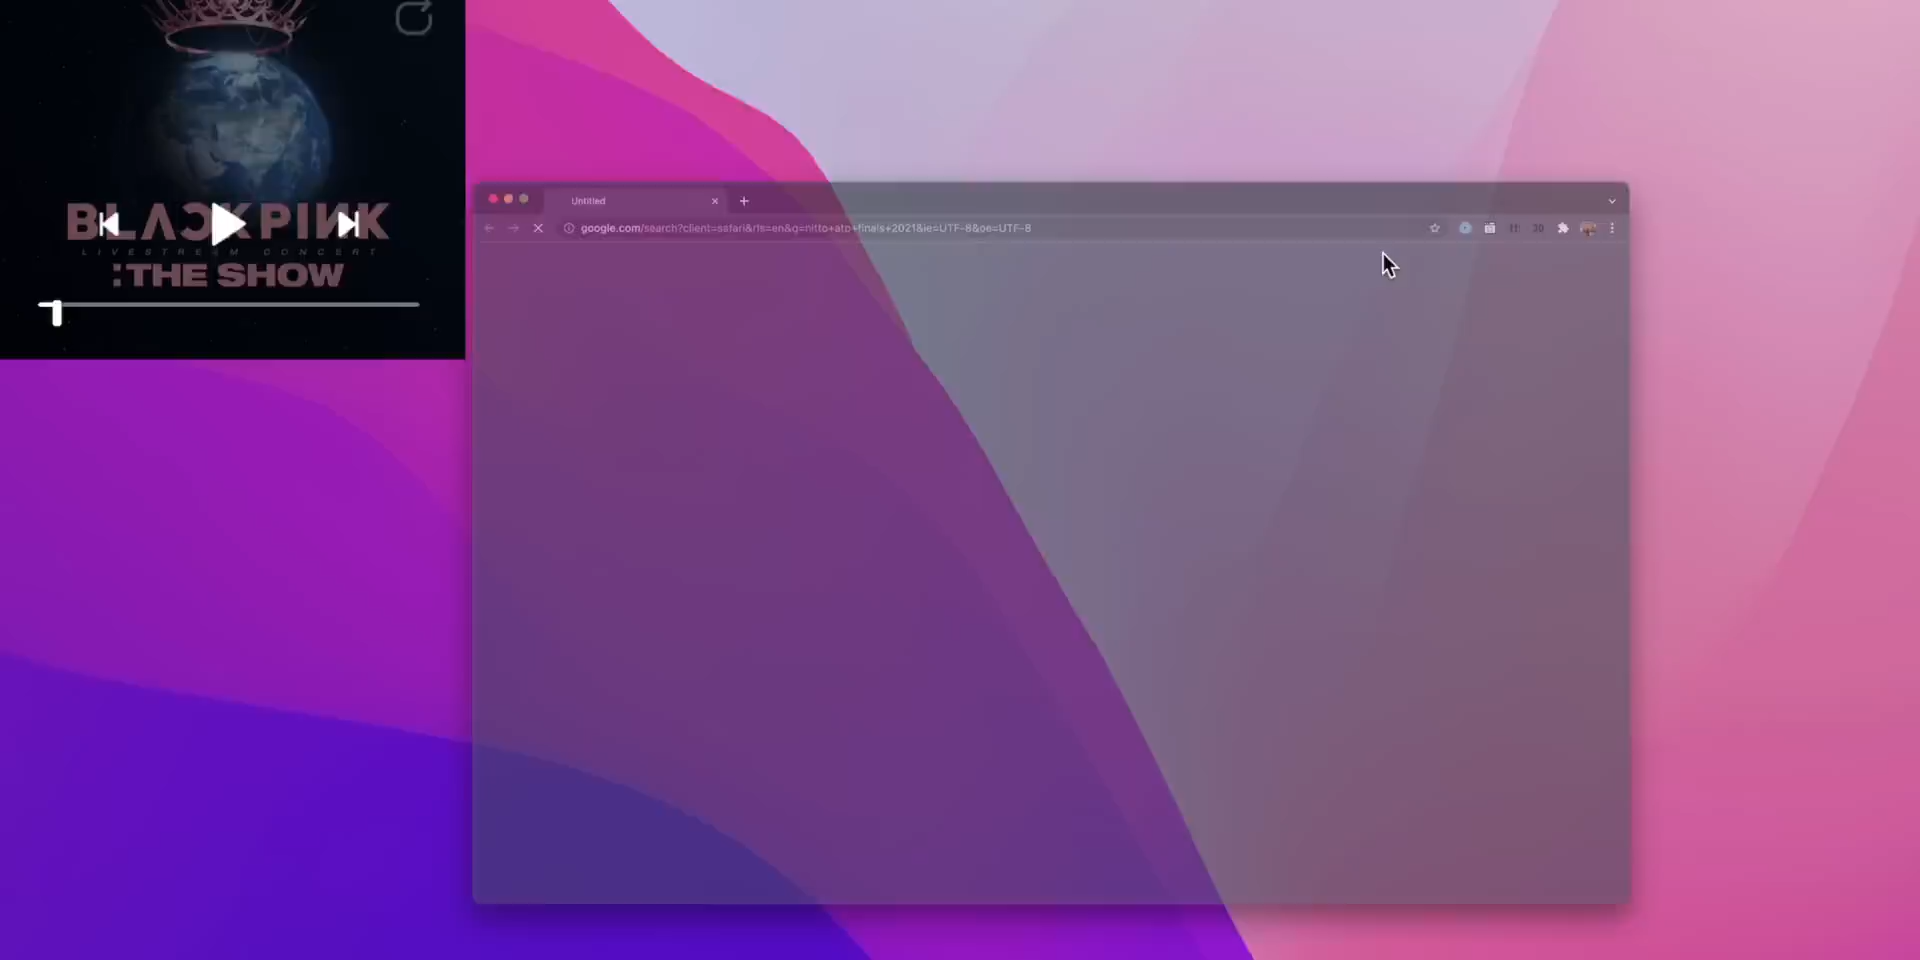 BLACKPINK
LIVESTREAM CONCERT
:THE SHOW
Untitled
google.com/search?client=safari&rls=en&q=nitto+atp+finals+2021&ie=UTF-8&oe=UTF-8